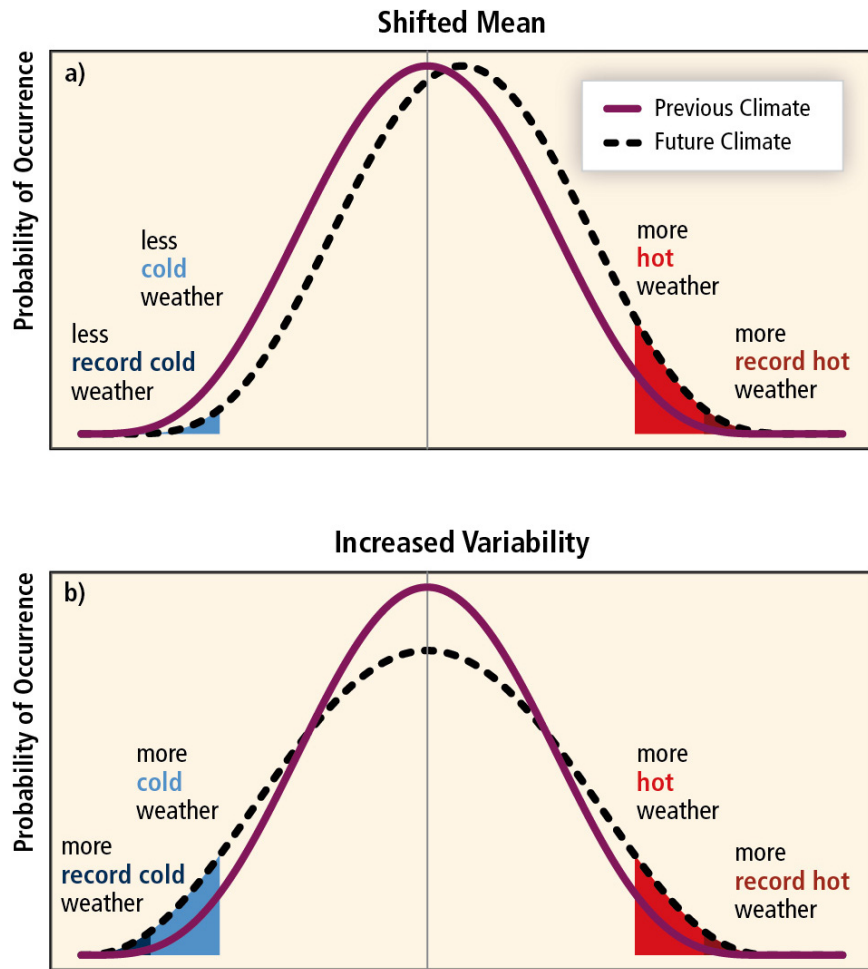 Shifted Mean
a)
Previous Climate
Future Climate
Probability of Occurrence
less
cold
weather
less
record cold
weather
more
hot
weather
more
record hot
weather
Increased Variability
b)
Probability of Occurrence
more
cold
weather
more
record cold
weather
more
hot
weather
more
record hot
weather